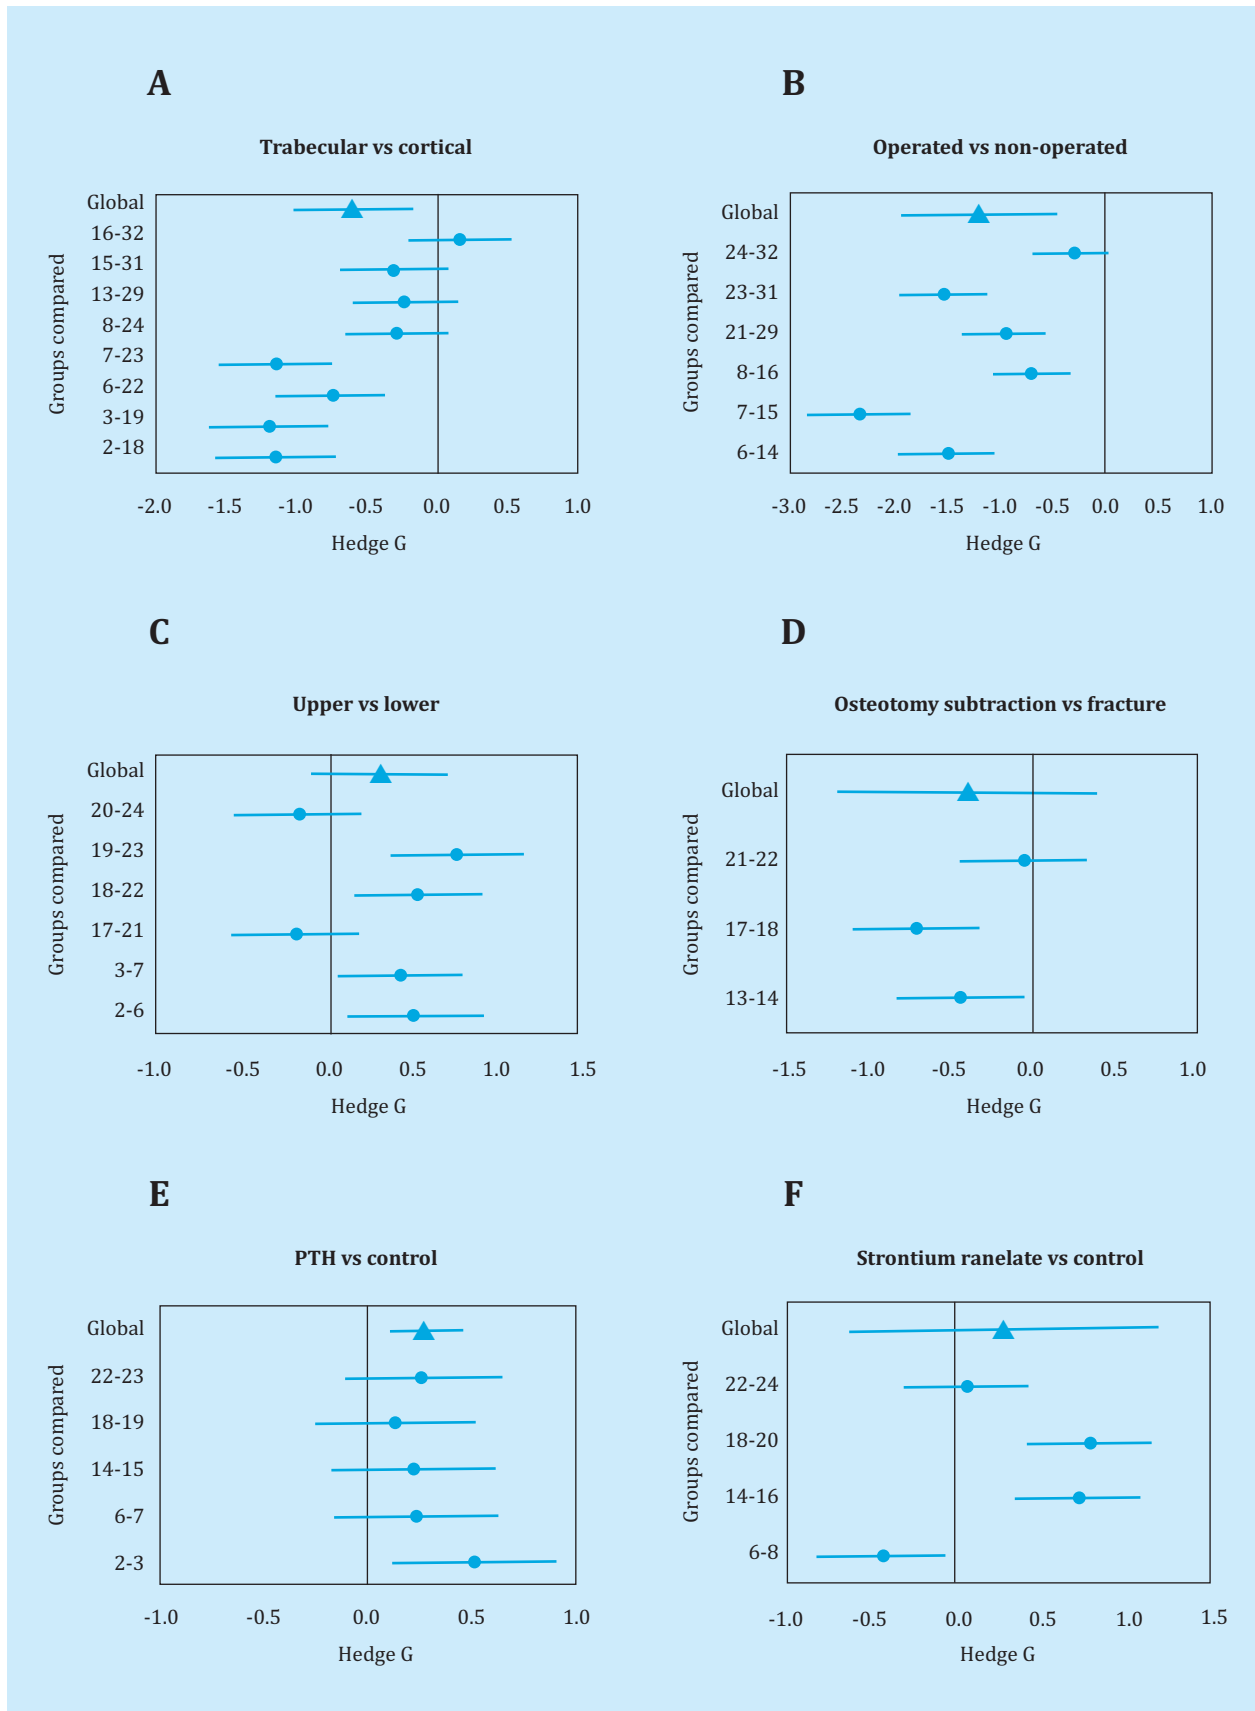 A
Trabecular vs cortical
Groups compared
Global
16-32
15-31
13-29
8-24
7-23
6-22
3-19
2-18
-2.0 -1.5 -1.0 -0.5 0.0 0.5 1.0
Hedge G
B
Operated vs non-operated
Groups compared
Global
24-32
23-31
21-29
8-16
7-15
6-14
-3.0 -2.5 -2.0 -1.5 -1.0 -0.5 0.0 0.5 1.0
Hedge G
C
Upper vs lower
Groups compared
Global
20-24
19-23
18-22
17-21
3-7
2-6
-1.0 -0.5 0.0 0.5 1.0 1.5
Hedge G
D
Osteotomy subtraction vs fracture
Groups compared
Global
21-22
17-18
13-14
-1.5 -1.0 -0.5 0.0 0.5 1.0
Hedge G
E
PTH vs control
Groups compared
Global
22-23
18-19
14-15
6-7
2-3
-1.0 -0.5 0.0 0.5 1.0
Hedge G
F
Strontium ranelate vs control
Groups compared
Global
22-24
18-20
14-16
6-8
-1.0 -0.5 0.0 0.5 1.0 1.5
Hedge G